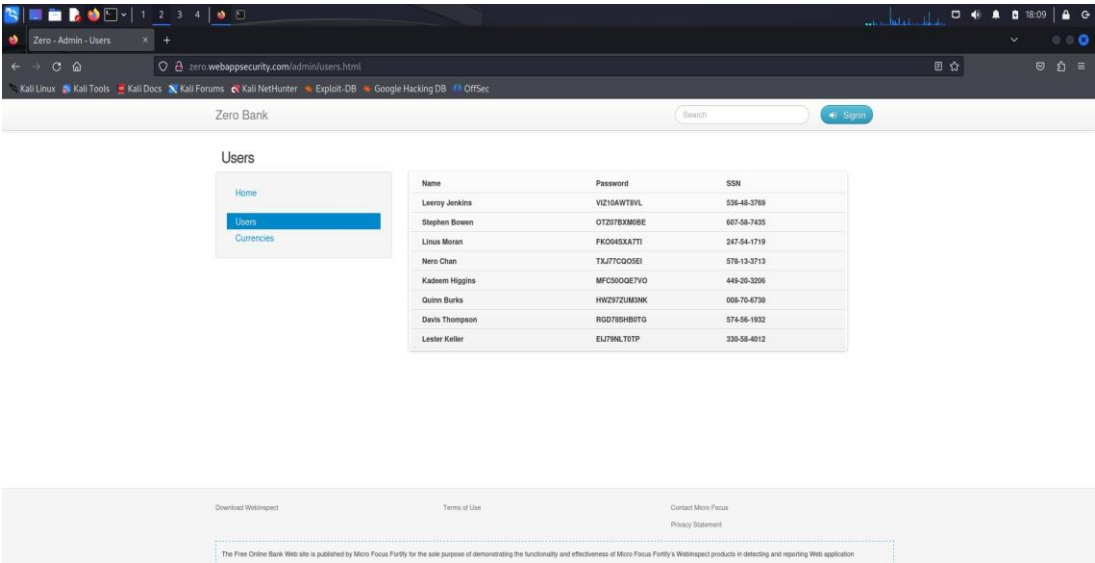 1 2 3 4 18:09
Zero - Admin - Users
zero.webappsecurity.com/admin/users.html
Kali Linux Kali Tools Kali Docs Kali Forums Kali NetHunter Exploit-DB Google Hacking DB OffSec
Zero Bank Search Signin
Users
Home
Users
Currencies
Name Password SSN
Leeroy Jenkins VIZ10AWT8VL 536-48-3769
Stephen Bowen OTZ07BXM0BE 607-58-7435
Linus Moran FKO04SXA7TI 247-54-1719
Nero Chan TXJ77CQO5EI 578-13-3713
Kadeem Higgins MFC50OQE7VO 449-20-3206
Quinn Burks HWZ97ZUM3NK 008-70-6738
Davis Thompson RGD78SHB0TG 574-56-1932
Lester Keller EIJ79NLT0TP 330-58-4012
Download WebInspect Terms of Use Contact Micro Focus
Privacy Statement
The Free Online Bank Web site is published by Micro Focus Fortify for the sole purpose of demonstrating the functionality and effectiveness of Micro Focus Fortify's WebInspect products in detecting and reporting Web application